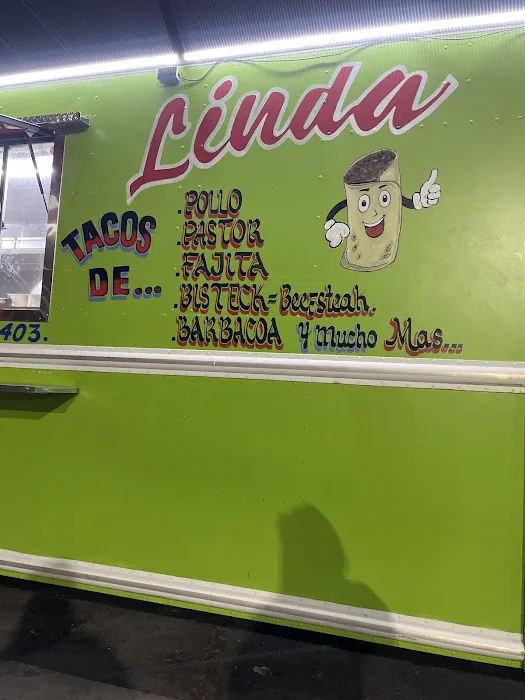 Linda
TACOS
DE...
.POLLO
.PASTOR
.FAJITA
.BISTECK=Beefsteak.
.BARBACOA Y Mucho Mas....
403.